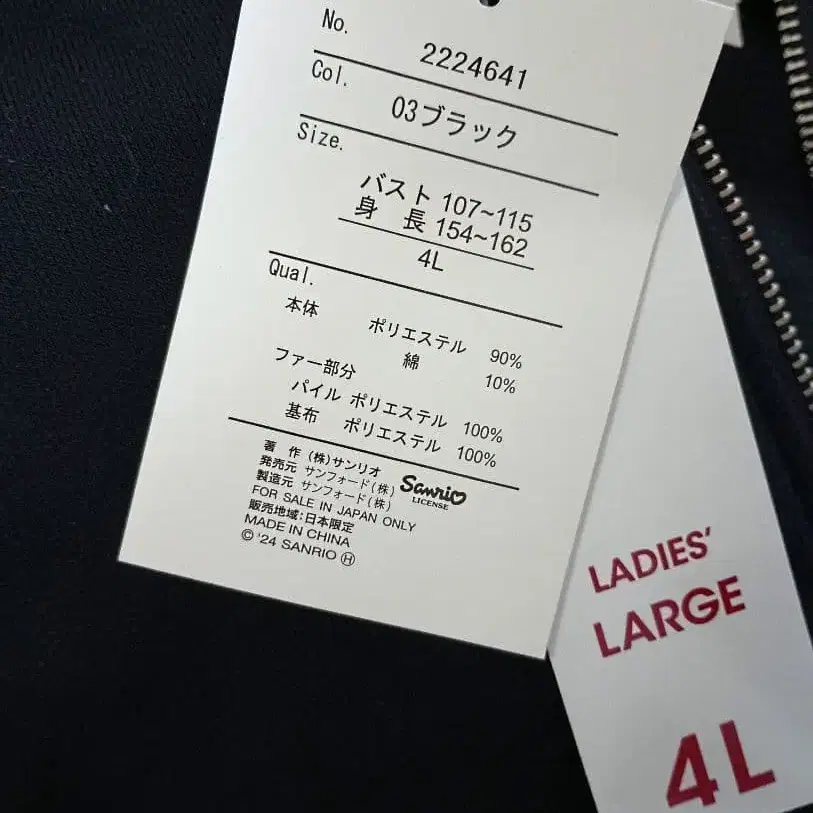 No.
2224641
Col.
03ブラック
Size.
バスト 107~115
身 長 154~162
4L
Qual.
本体 ポリエステル 90%
綿 10%
ファー部分
パイル ポリエステル 100%
基布 ポリエステル 100%
著 作 (株)サンリオ
発売元 サンフォード(株)
製造元 サンフォード(株)
Sanrio
LICENSE
FOR SALE IN JAPAN ONLY
販売地域:日本限定
MADE IN CHINA
© '24 SANRIO Ⓗ
LADIES'
LARGE
4L